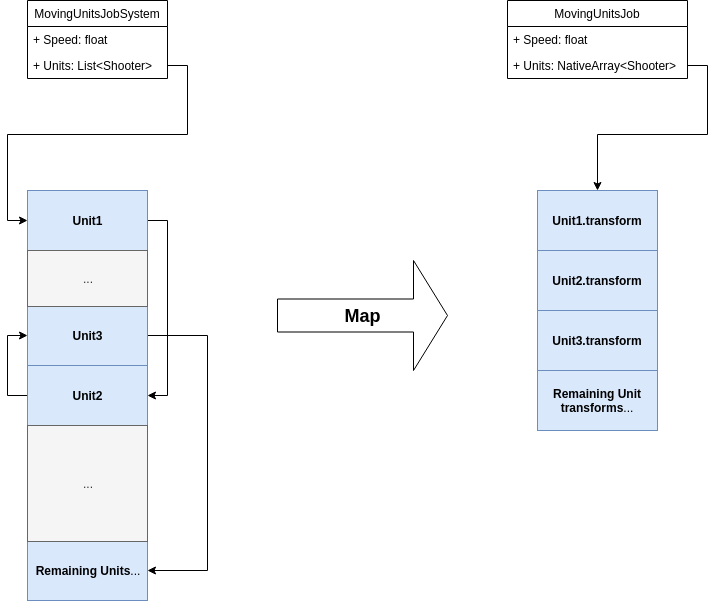 MovingUnitsJobSystem
+ Speed: float
+ Units: List<Shooter>
MovingUnitsJob
+ Speed: float
+ Units: NativeArray<Shooter>
Unit1
...
Unit3
Unit2
...
Remaining Units...
Map
Unit1.transform
Unit2.transform
Unit3.transform
Remaining Unit
transforms...